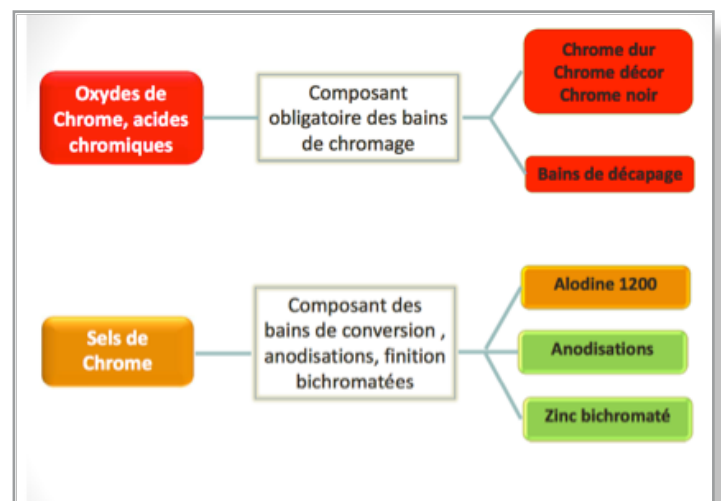 Oxydes de
Chrome, acides
chromiques
Composant
obligatoire des bains
de chromage
Chrome dur
Chrome décor
Chrome noir
Bains de décapage
Sels de
Chrome
Composant des
bains de conversion ,
anodisations, finition
bichromatées
Alodine 1200
Anodisations
Zinc bichromaté